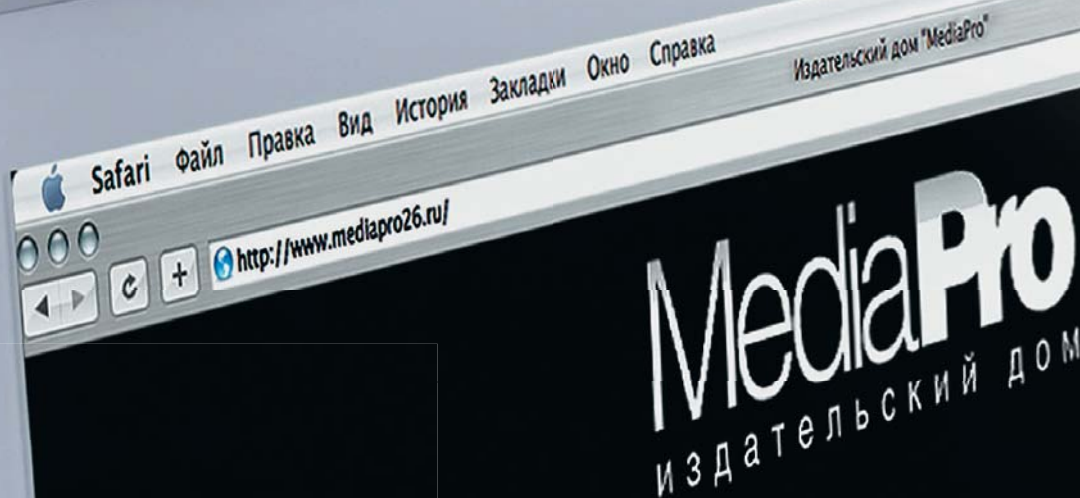 Safari Файл Правка Вид История Закладки Окно Справка
Издательский дом "MediaPro"
http://www.mediapro26.ru/
MediaPro
издательский дом